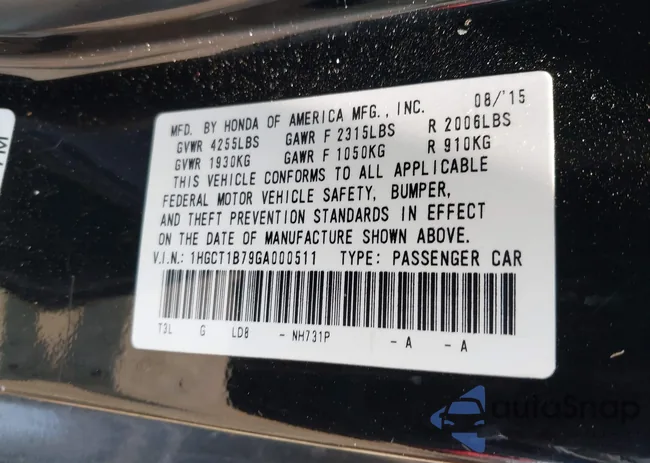 MFD. BY HONDA OF AMERICA MFG., INC. 08/'15
GVWR 4255LBS GAWR F 2315LBS R 2006LBS
GVWR 1930KG GAWR F 1050KG R 910KG
THIS VEHICLE CONFORMS TO ALL APPLICABLE
FEDERAL MOTOR VEHICLE SAFETY, BUMPER,
AND THEFT PREVENTION STANDARDS IN EFFECT
ON THE DATE OF MANUFACTURE SHOWN ABOVE.
V.I.N.: 1HGCT1B79GA000511 TYPE: PASSENGER CAR
T3L G LD8 - NH731P - A - A
autoSnap